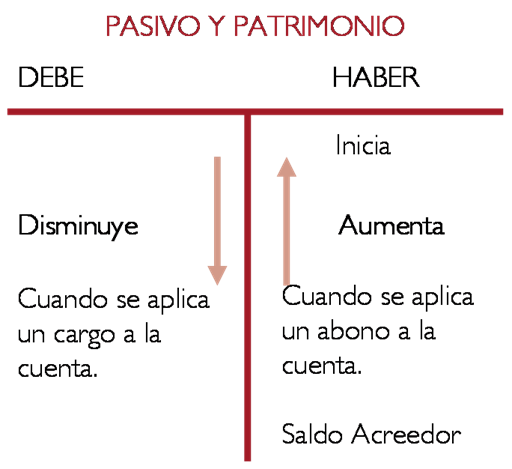 PASIVO Y PATRIMONIO
DEBE
HABER
Inicia
Disminuye
Aumenta
Cuando se aplica
un cargo a la
cuenta.
Cuando se aplica
un abono a la
cuenta.
Saldo Acreedor